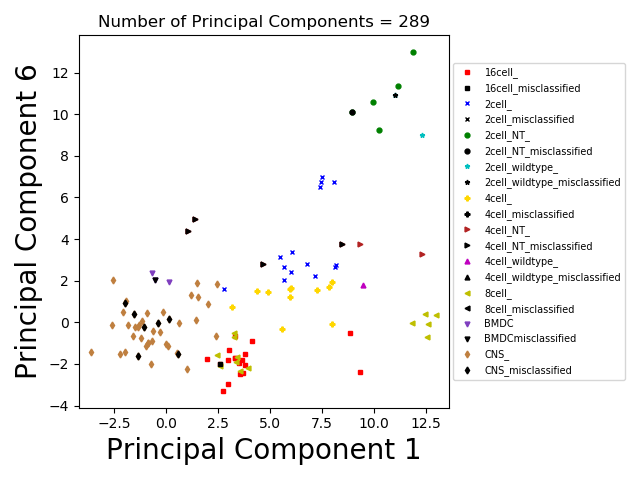 Number of Principal Components = 289
Principal Component 6
12
10
8
6
4
2
0
−2
−4
−2.5
0.0
2.5
5.0
7.5
10.0
12.5
Principal Component 1
16cell_
16cell_misclassified
2cell_
2cell_misclassified
2cell_NT_
2cell_NT_misclassified
2cell_wildtype_
2cell_wildtype_misclassified
4cell_
4cell_misclassified
4cell_NT_
4cell_NT_misclassified
4cell_wildtype_
4cell_wildtype_misclassified
8cell_
8cell_misclassified
BMDC
BMDCmisclassified
CNS_
CNS_misclassified